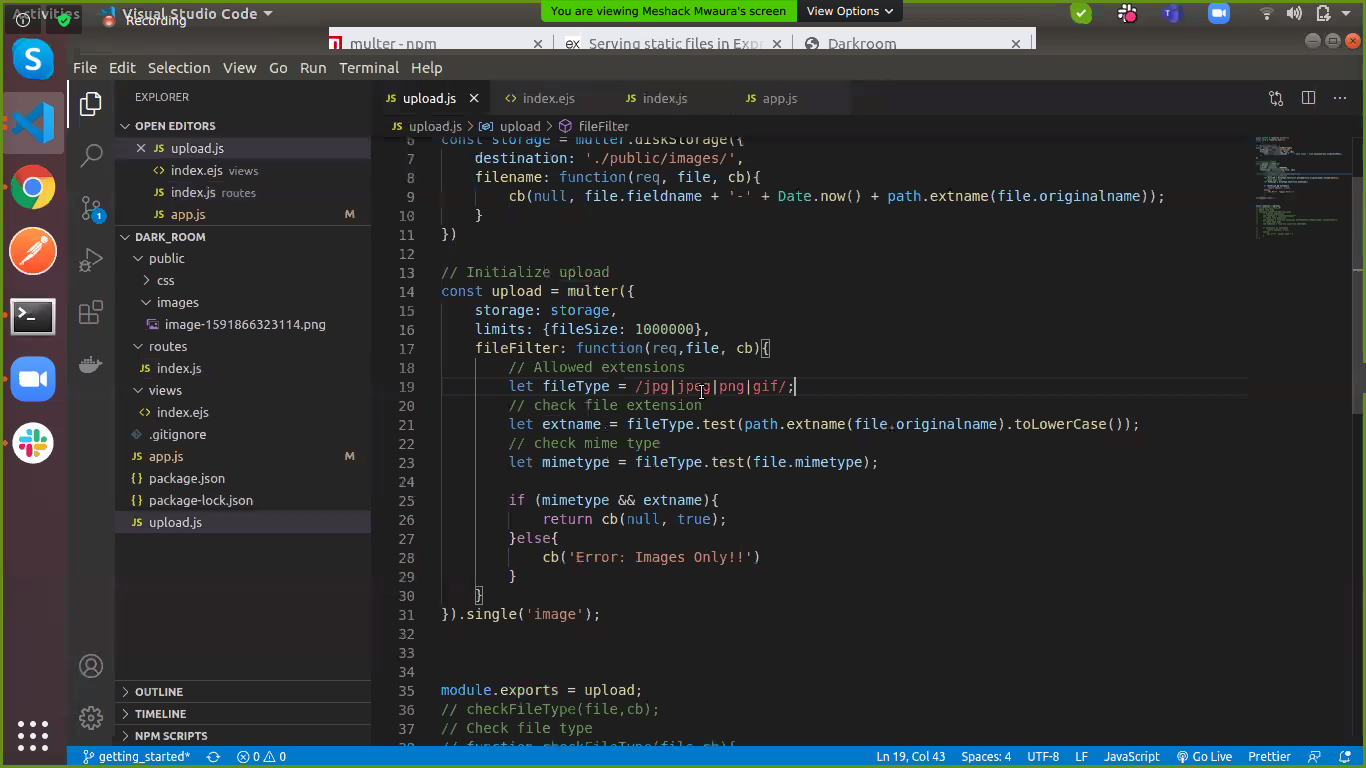 Activities
Visual Studio Code
Recording
You are viewing Meshack Mwaura's screen
View Options
multer - npm
ex Serving static files in Expr
Darkroom
File Edit Selection View Go Run Terminal Help
EXPLORER
JS upload.js
<> index.ejs
JS index.js
JS app.js
JS upload.js > upload > fileFilter
OPEN EDITORS
JS upload.js
<> index.ejs views
JS index.js routes
JS app.js M
DARK_ROOM
public
css
images
image-1591866323114.png
routes
JS index.js
views
<> index.ejs
.gitignore
JS app.js M
{} package.json
{} package-lock.json
JS upload.js
OUTLINE
TIMELINE
NPM SCRIPTS
1
6 const storage = multer.diskStorage({
7 destination: './public/images/',
8 filename: function(req, file, cb){
9 cb(null, file.fieldname + '-' + Date.now() + path.extname(file.originalname));
10 }
11 })
12
13 // Initialize upload
14 const upload = multer({
15 storage: storage,
16 limits: {fileSize: 1000000},
17 fileFilter: function(req,file, cb){
18 // Allowed extensions
19 let fileType = /jpg|jpeg|png|gif/;
20 // check file extension
21 let extname = fileType.test(path.extname(file.originalname).toLowerCase());
22 // check mime type
23 let mimetype = fileType.test(file.mimetype);
24
25 if (mimetype && extname){
26 return cb(null, true);
27 }else{
28 cb('Error: Images Only!!')
29 }
30 }
31 }).single('image');
32
33
34
35 module.exports = upload;
36 // checkFileType(file,cb);
37 // Check file type
38 // function checkFileType(file,cb){
getting_started* 0 0 Ln 19, Col 43 Spaces: 4 UTF-8 LF JavaScript Go Live Prettier